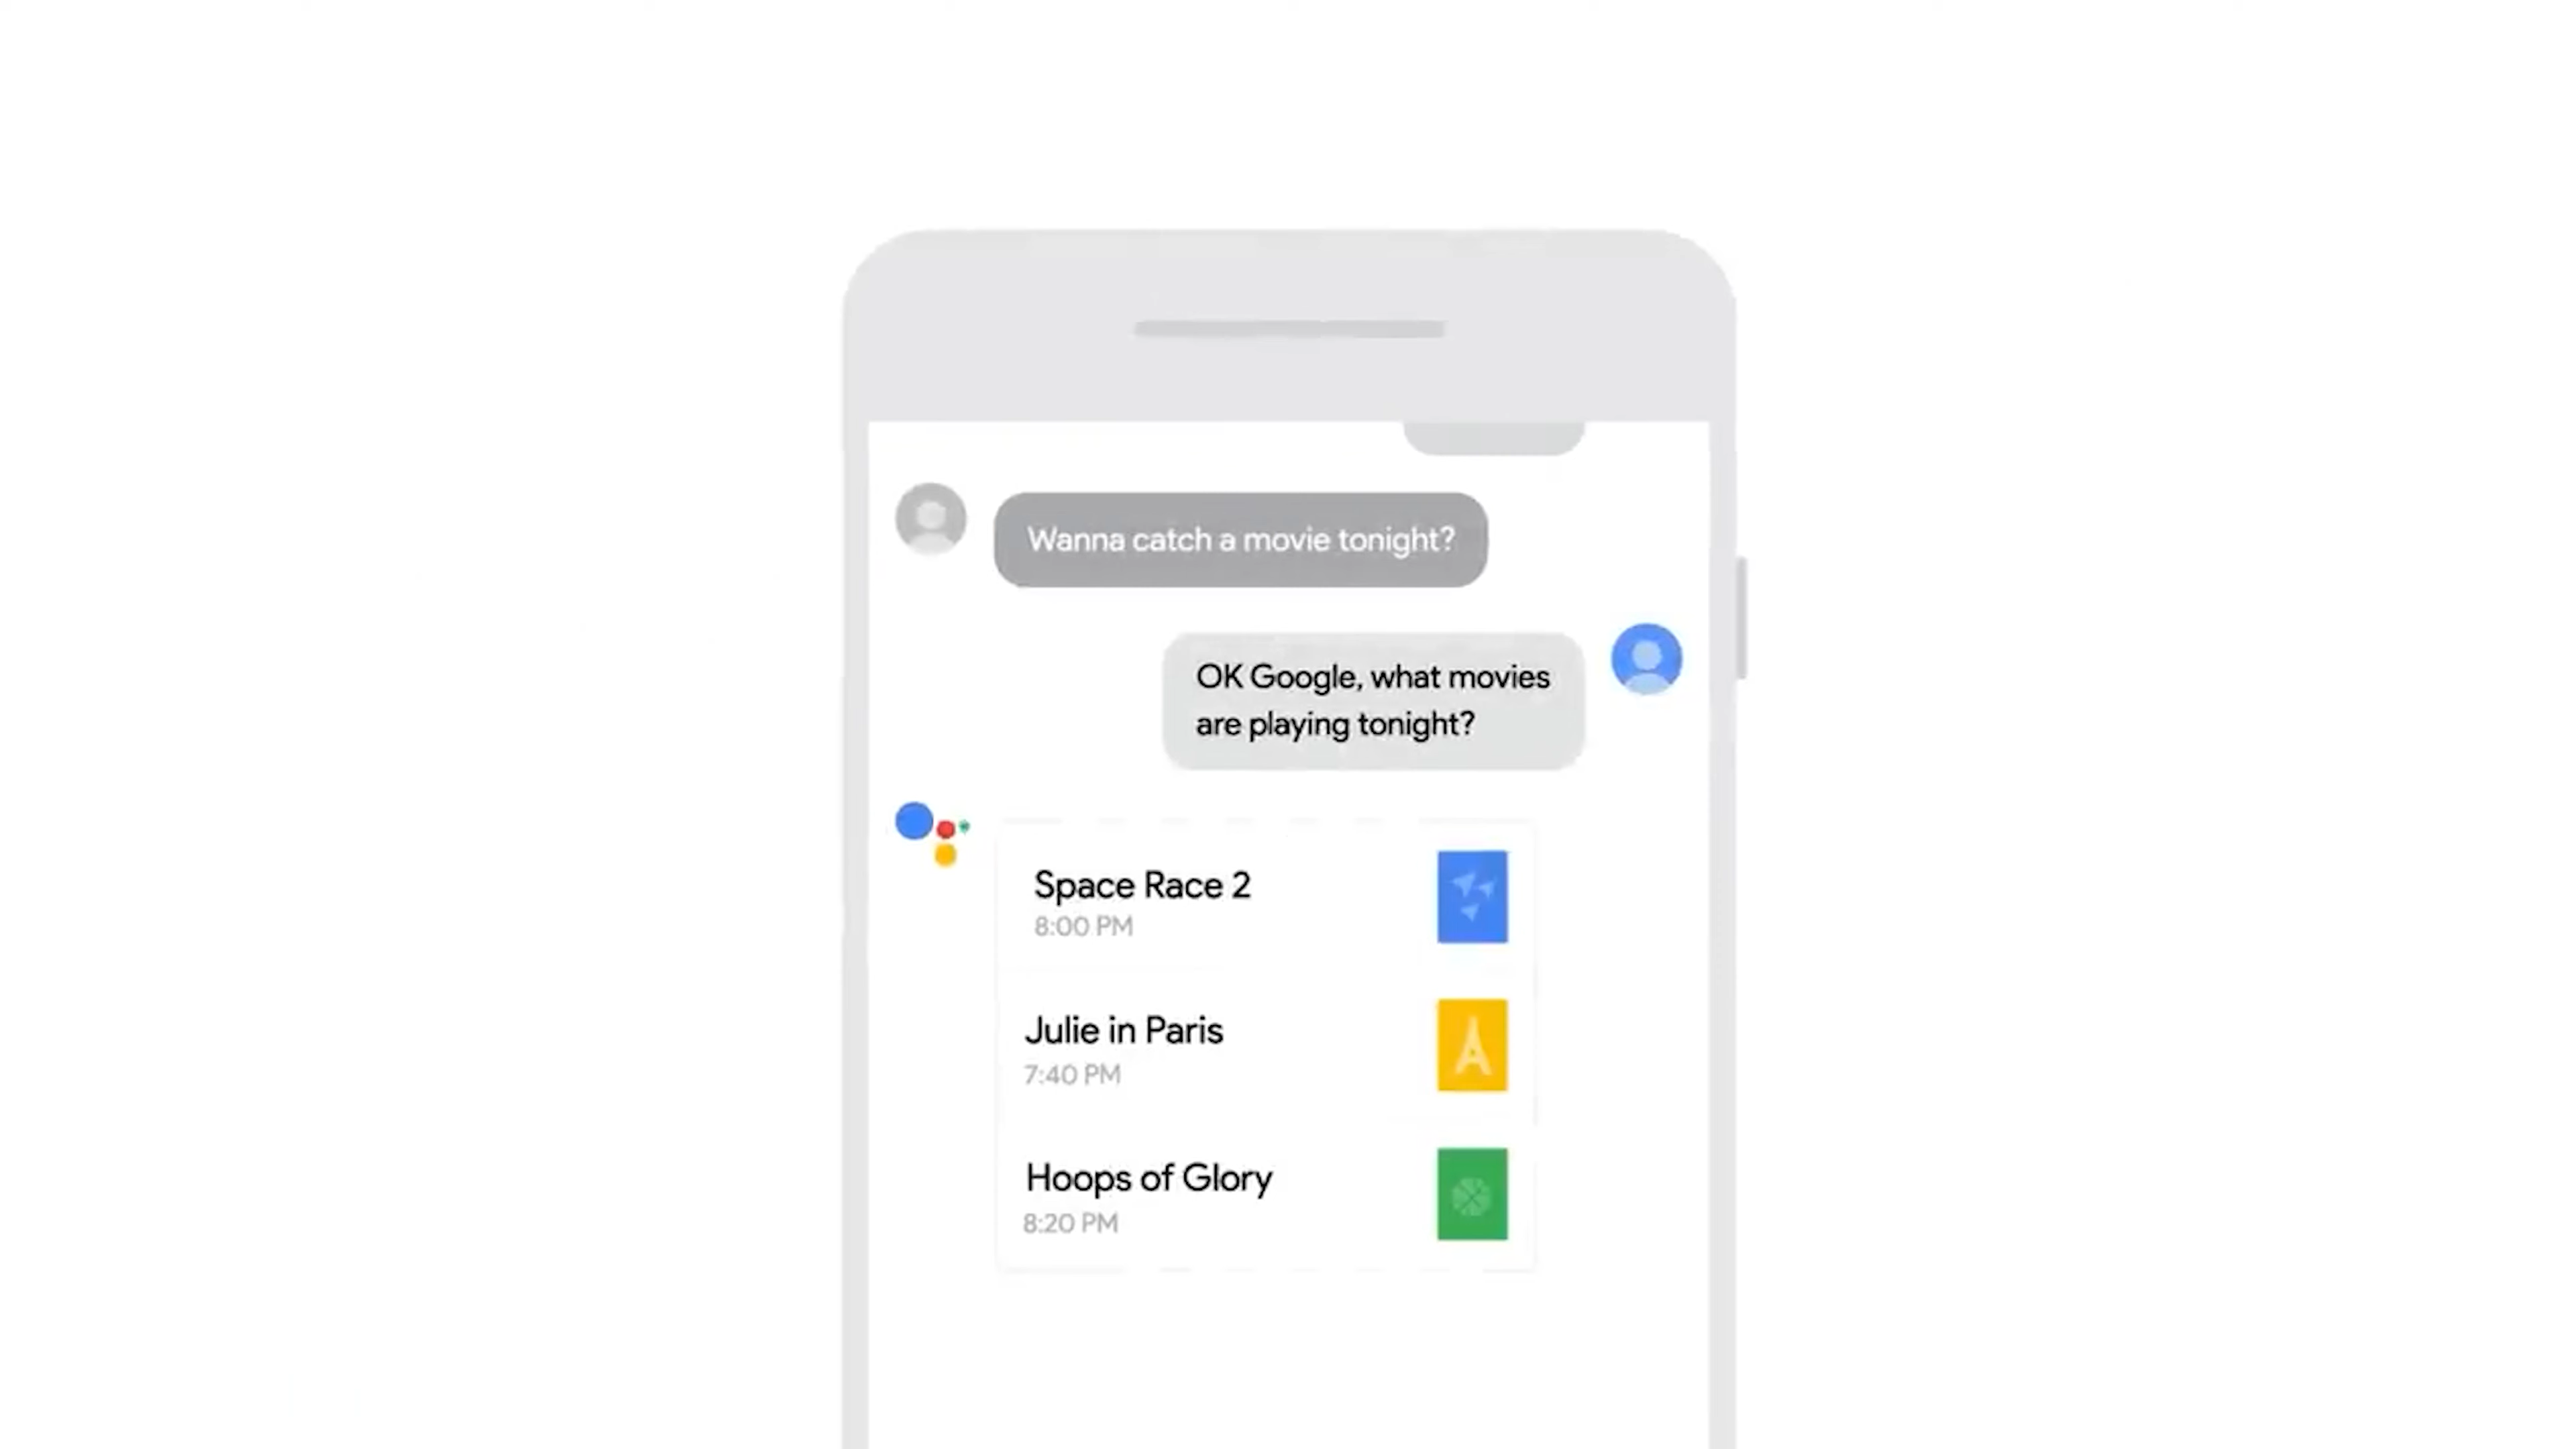 Wanna catch a movie tonight?
OK Google, what movies
are playing tonight?
Space Race 2
8:00 PM
Julie in Paris
7:40 PM
Hoops of Glory
8:20 PM